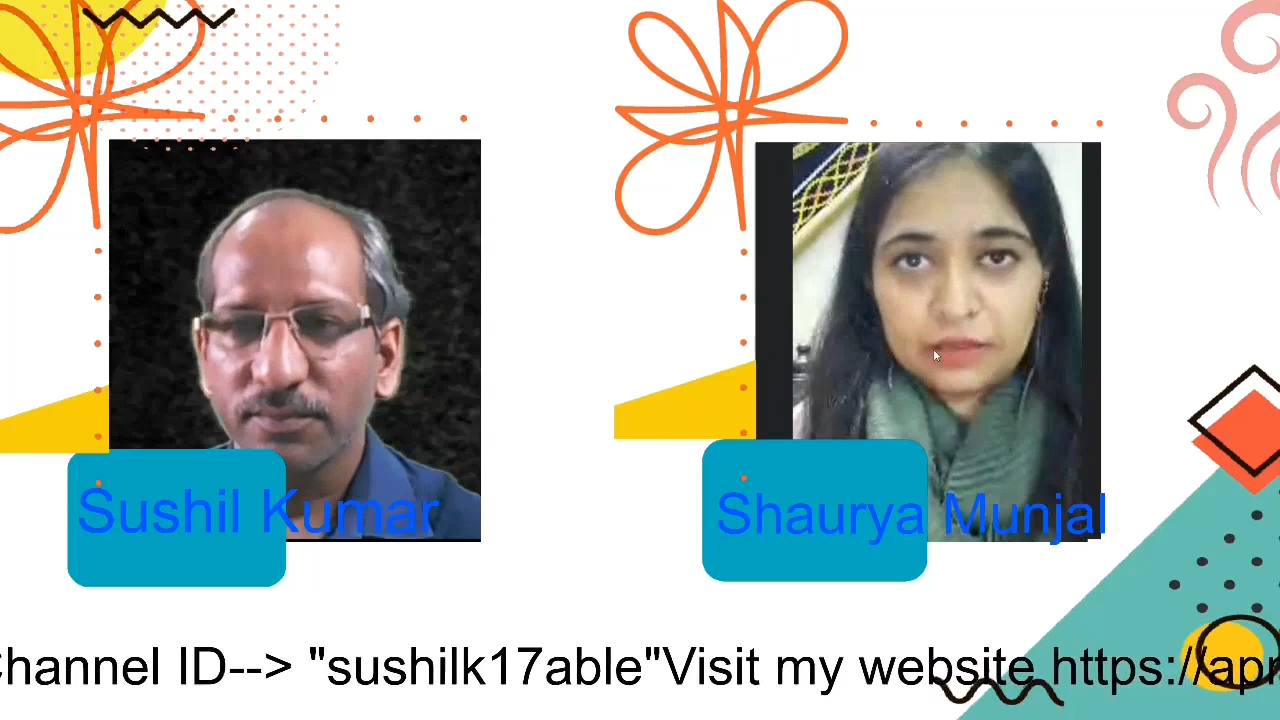 Sushil Kumar
Shaurya Munjal
Channel ID--> "sushilk17able"Visit my website https://apr